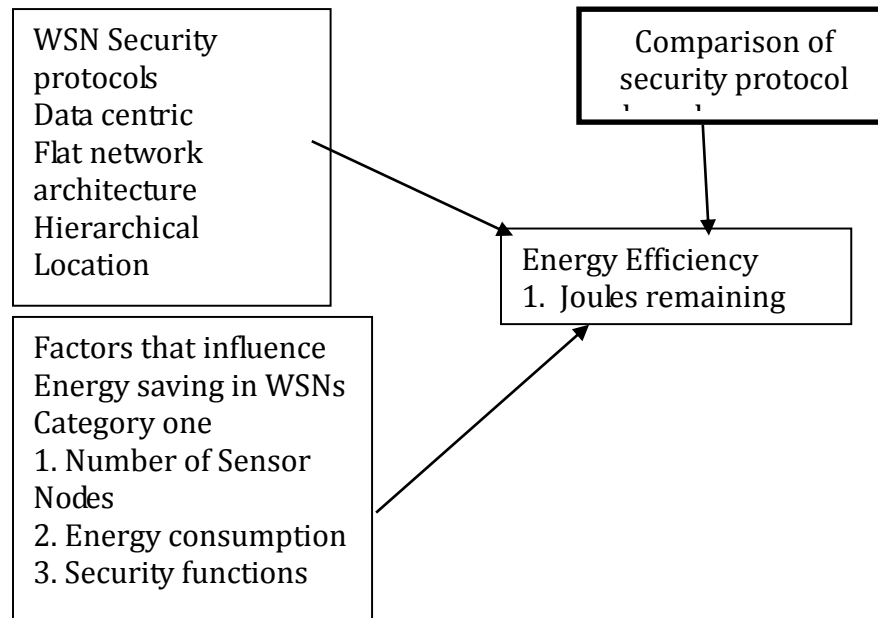 WSN Security
protocols
Data centric
Flat network
architecture
Hierarchical
Location
Comparison of
security protocol
Energy Efficiency
1. Joules remaining
Factors that influence
Energy saving in WSNs
Category one
1. Number of Sensor
Nodes
2. Energy consumption
3. Security functions